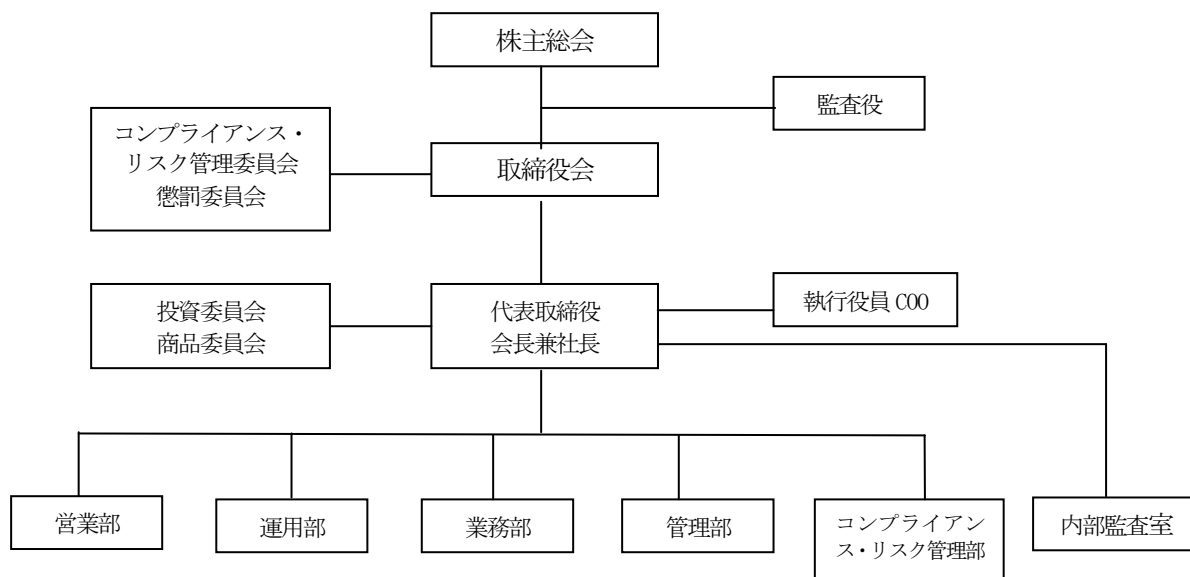 株主総会
監査役
コンプライアンス・
リスク管理委員会
懲罰委員会
取締役会
投資委員会
商品委員会
代表取締役
会長兼社長
執行役員 COO
営業部
運用部
業務部
管理部
コンプライアン
ス・リスク管理部
内部監査室